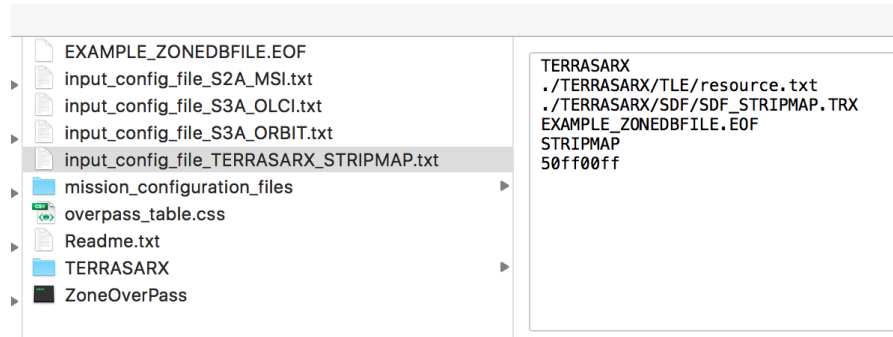 EXAMPLE_ZONEDBFILE.EOF
input_config_file_S2A_MSI.txt
input_config_file_S3A_OLCI.txt
input_config_file_S3A_ORBIT.txt
input_config_file_TERRASARX_STRIPMAP.txt
mission_configuration_files
overpass_table.css
Readme.txt
TERRASARX
ZoneOverPass
TERRASARX
./TERRASARX/TLE/resource.txt
./TERRASARX/SDF/SDF_STRIPMAP.TRX
EXAMPLE_ZONEDBFILE.EOF
STRIPMAP
50ff00ff